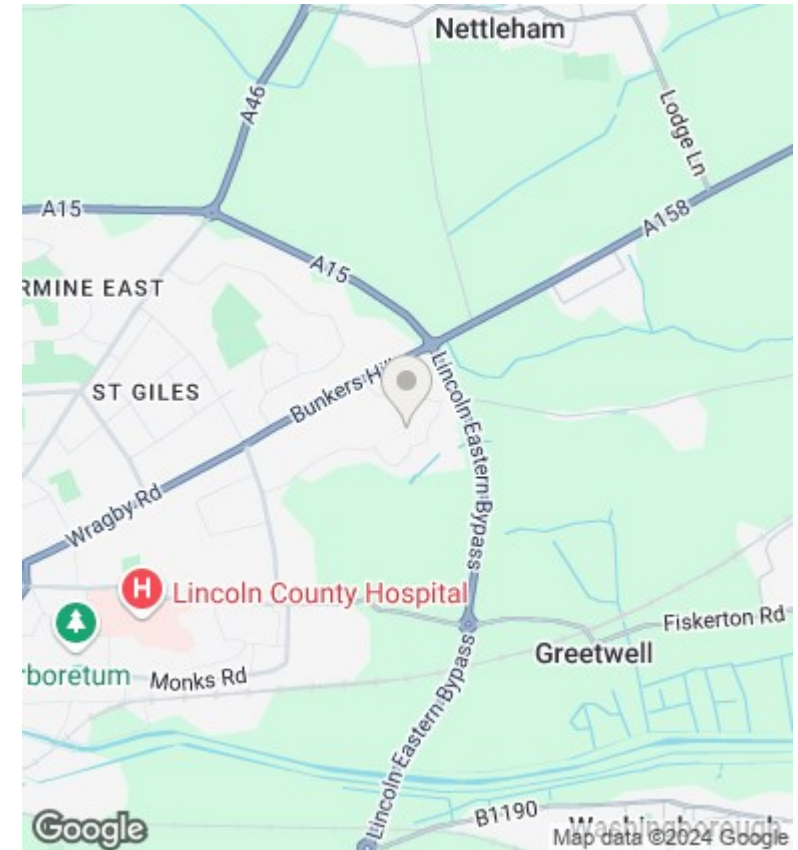 Nettleham
A46
Lodge Ln
A15
A158
A15
RMINE EAST
ST GILES
Bunkers Hill
Lincoln Eastern Bypass
Wragby Rd
H
Lincoln County Hospital
Fiskerton Rd
rboretum
Monks Rd
Greetwell
Lincoln Eastern Bypass
B1190
Washingborough
Google
Map data ©2024 Google